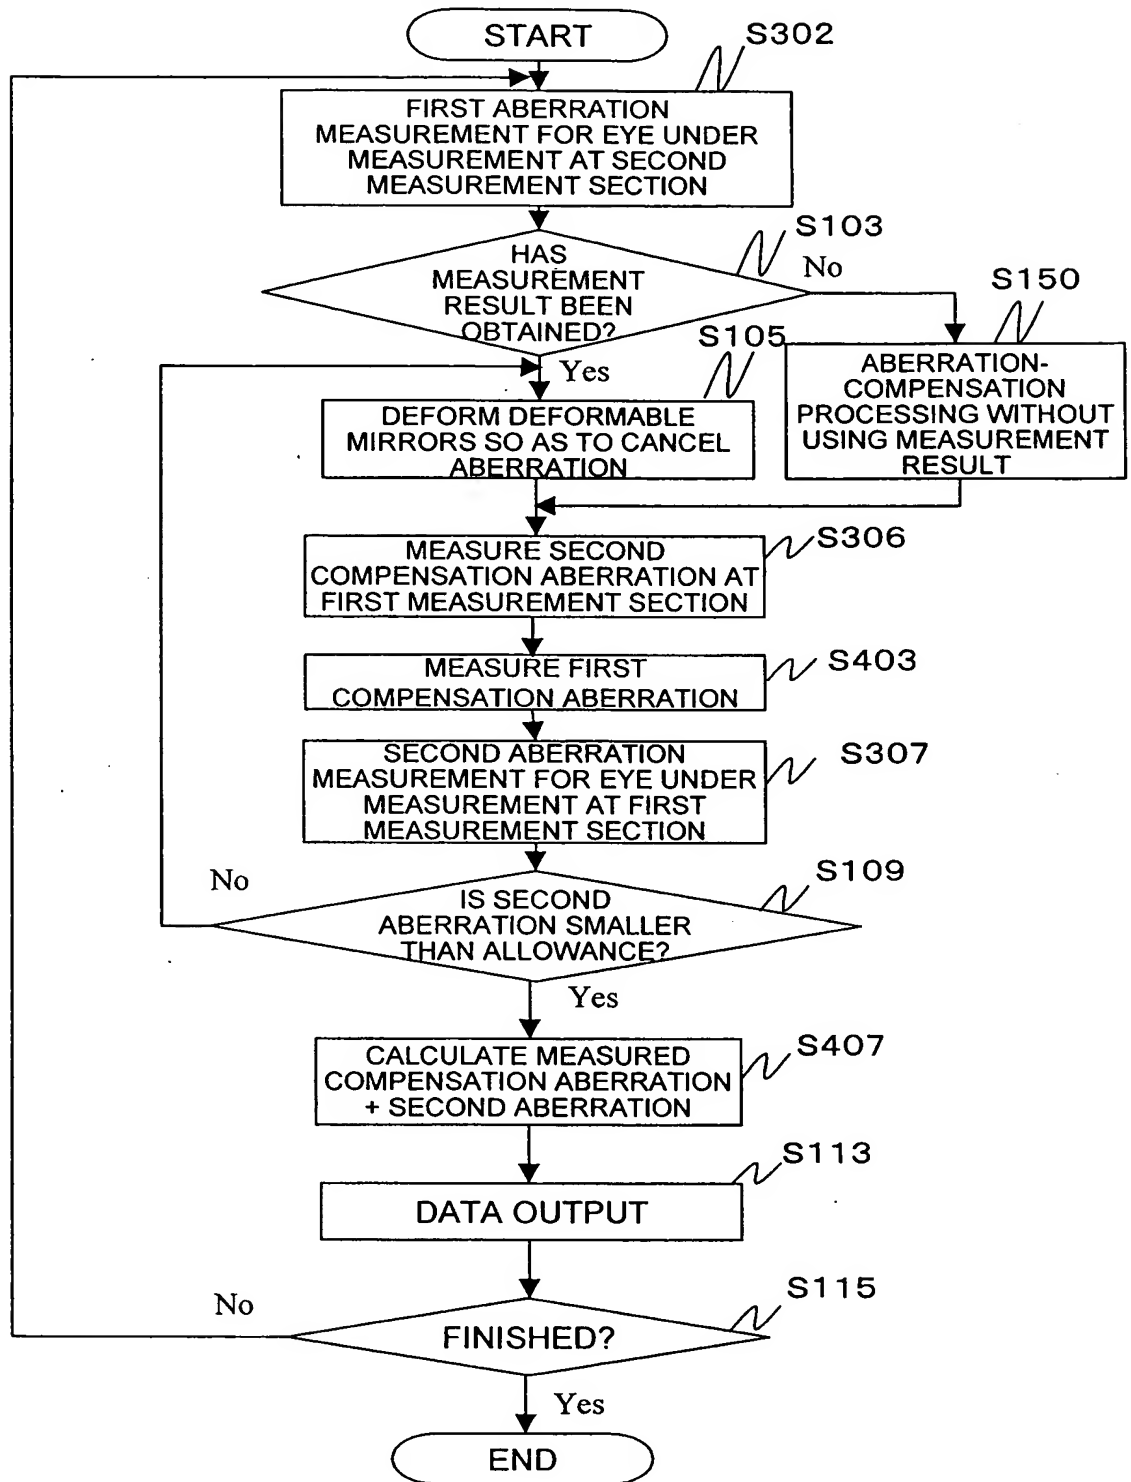 START
S302
FIRST ABERRATION
MEASUREMENT FOR EYE UNDER
MEASUREMENT AT SECOND
MEASUREMENT SECTION
S103
HAS
MEASUREMENT
RESULT BEEN
OBTAINED?
No
S150
S105
Yes
ABERRATION-
COMPENSATION
PROCESSING WITHOUT
USING MEASUREMENT
RESULT
DEFORM DEFORMABLE
MIRRORS SO AS TO CANCEL
ABERRATION
S306
MEASURE SECOND
COMPENSATION ABERRATION AT
FIRST MEASUREMENT SECTION
S403
MEASURE FIRST
COMPENSATION ABERRATION
S307
SECOND ABERRATION
MEASUREMENT FOR EYE UNDER
MEASUREMENT AT FIRST
MEASUREMENT SECTION
S109
No
IS SECOND
ABERRATION SMALLER
THAN ALLOWANCE?
Yes
S407
CALCULATE MEASURED
COMPENSATION ABERRATION
+ SECOND ABERRATION
S113
DATA OUTPUT
S115
No
FINISHED?
Yes
END